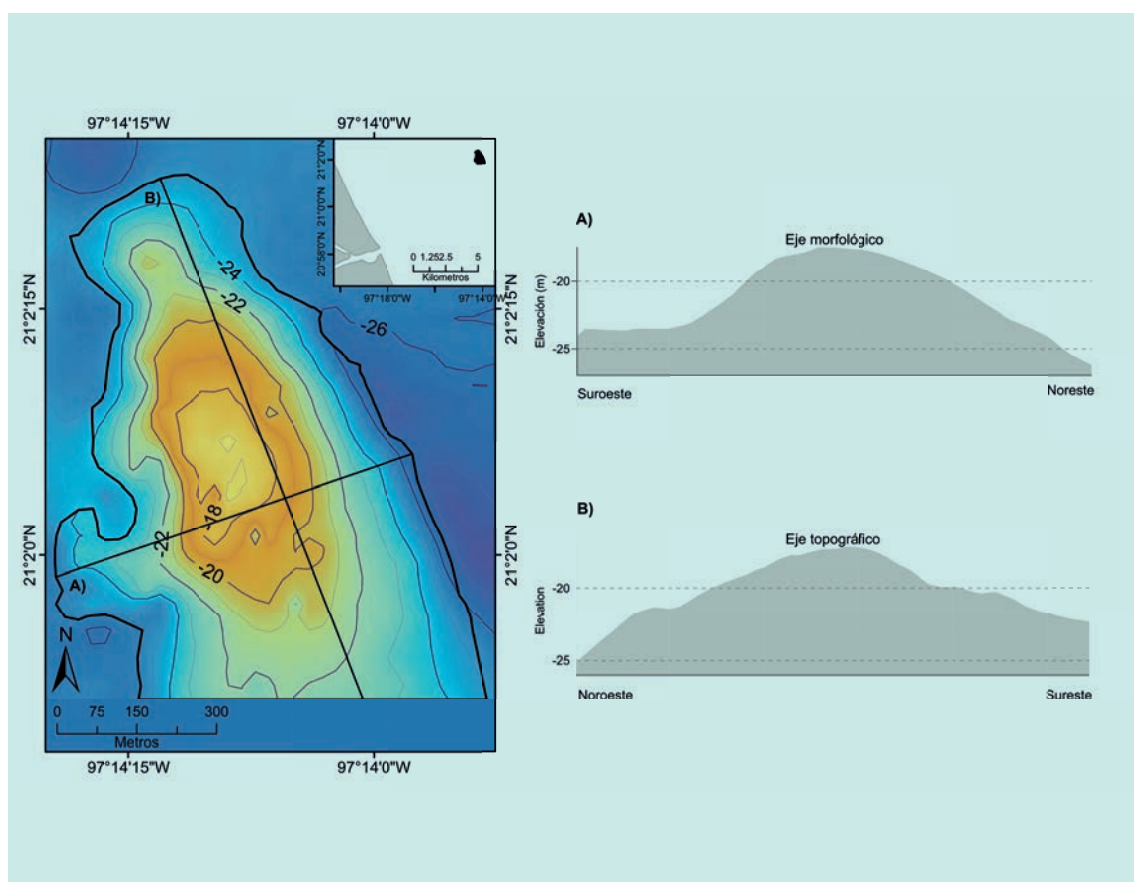 97°14'15"W 97°14'0"W
B)
21°2'0"N
21°0'0"N
20°58'0"N
0 1.252.5 5
Kilometros
97°18'0"W 97°14'0"W
21°2'15"N 21°2'15"N
-24
-22
-26
-18
-22
-20
21°2'0"N 21°2'0"N
A)
N
0 75 150 300
Metros
97°14'15"W 97°14'0"W
A)
Eje morfológico
Elevación (m)
-20
-25
Suroeste Noreste
B)
Eje topográfico
Elevation
-20
-25
Noroeste Sureste